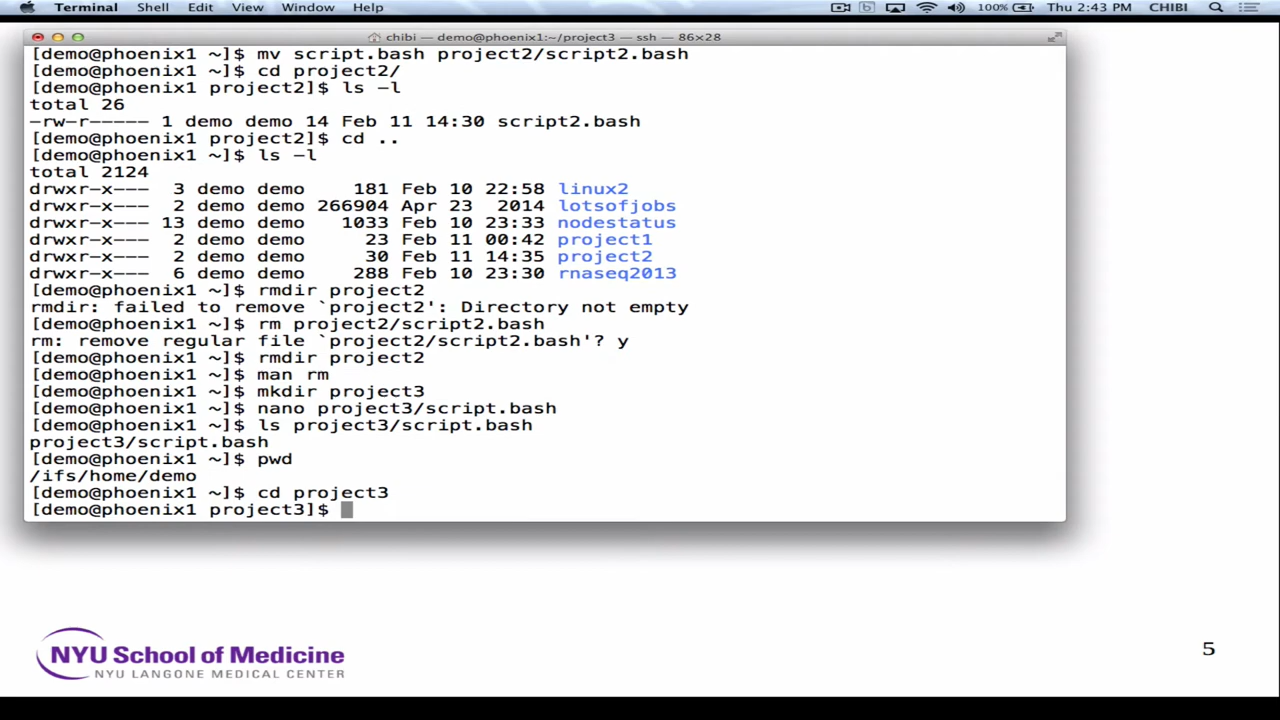 Terminal Shell Edit View Window Help 100% Thu 2:43 PM CHIBI
chibi — demo@phoenix1:~/project3 — ssh — 86×28
[demo@phoenix1 ~]$ mv script.bash project2/script2.bash
[demo@phoenix1 ~]$ cd project2/
[demo@phoenix1 project2]$ ls -l
total 26
-rw-r----- 1 demo demo 14 Feb 11 14:30 script2.bash
[demo@phoenix1 project2]$ cd ..
[demo@phoenix1 ~]$ ls -l
total 2124
drwxr-x--- 3 demo demo 181 Feb 10 22:58 linux2
drwxr-x--- 2 demo demo 266904 Apr 23 2014 lotsofjobs
drwxr-x--- 13 demo demo 1033 Feb 10 23:33 nodestatus
drwxr-x--- 2 demo demo 23 Feb 11 00:42 project1
drwxr-x--- 2 demo demo 30 Feb 11 14:35 project2
drwxr-x--- 6 demo demo 288 Feb 10 23:30 rnaseq2013
[demo@phoenix1 ~]$ rmdir project2
rmdir: failed to remove `project2': Directory not empty
[demo@phoenix1 ~]$ rm project2/script2.bash
rm: remove regular file `project2/script2.bash'? y
[demo@phoenix1 ~]$ rmdir project2
[demo@phoenix1 ~]$ man rm
[demo@phoenix1 ~]$ mkdir project3
[demo@phoenix1 ~]$ nano project3/script.bash
[demo@phoenix1 ~]$ ls project3/script.bash
project3/script.bash
[demo@phoenix1 ~]$ pwd
/ifs/home/demo
[demo@phoenix1 ~]$ cd project3
[demo@phoenix1 project3]$
NYU School of Medicine
NYU LANGONE MEDICAL CENTER
5